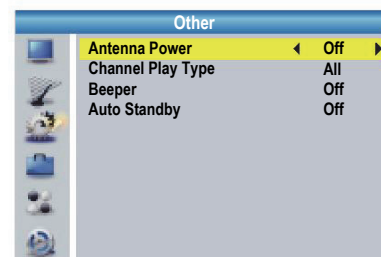 Other
Antenna Power Off
Channel Play Type All
Beeper Off
Auto Standby Off